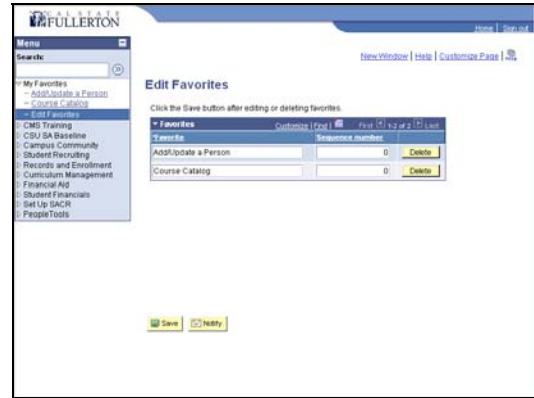 CAL STATE
FULLERTON
Home | Sign out
Menu
Search:
New Window | Help | Customize Page |
My Favorites
– Add/Update a Person
– Course Catalog
– Edit Favorites
CMS Training
CSU SA Baseline
Campus Community
Student Recruiting
Records and Enrollment
Curriculum Management
Financial Aid
Student Financials
Set Up SACR
PeopleTools
Edit Favorites
Click the Save button after editing or deleting favorites.
Favorites Customize | Find | First 1-2 of 2 Last
Favorite Sequence number
Add/Update a Person 0 Delete
Course Catalog 0 Delete
Save Notify